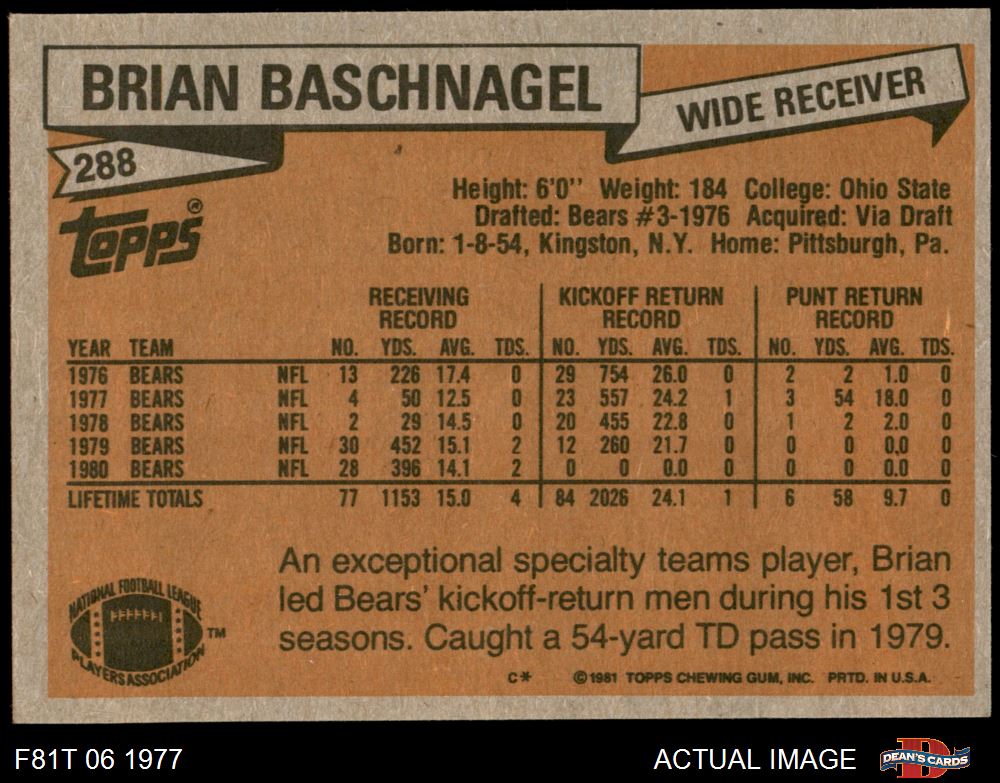 BRIAN BASCHNAGEL
WIDE RECEIVER
288
topps®
Height: 6'0'' Weight: 184 College: Ohio State
Drafted: Bears #3-1976 Acquired: Via Draft
Born: 1-8-54, Kingston, N.Y. Home: Pittsburgh, Pa.
RECEIVING RECORD KICKOFF RETURN RECORD PUNT RETURN RECORD
YEAR TEAM NO. YDS. AVG. TDS. NO. YDS. AVG. TDS. NO. YDS. AVG. TDS.
1976 BEARS NFL 13 226 17.4 0 29 754 26.0 0 2 2 1.0 0
1977 BEARS NFL 4 50 12.5 0 23 557 24.2 1 3 54 18.0 0
1978 BEARS NFL 2 29 14.5 0 20 455 22.8 0 1 2 2.0 0
1979 BEARS NFL 30 452 15.1 2 12 260 21.7 0 0 0 0.0 0
1980 BEARS NFL 28 396 14.1 2 0 0 0.0 0 0 0 0.0 0
LIFETIME TOTALS 77 1153 15.0 4 84 2026 24.1 1 6 58 9.7 0
An exceptional specialty teams player, Brian
led Bears' kickoff-return men during his 1st 3
seasons. Caught a 54-yard TD pass in 1979.
NATIONAL FOOTBALL LEAGUE
PLAYERS ASSOCIATION
TM
C* ©1981 TOPPS CHEWING GUM, INC. PRTD. IN U.S.A.
F81T 06 1977
ACTUAL IMAGE
DEAN'S CARDS